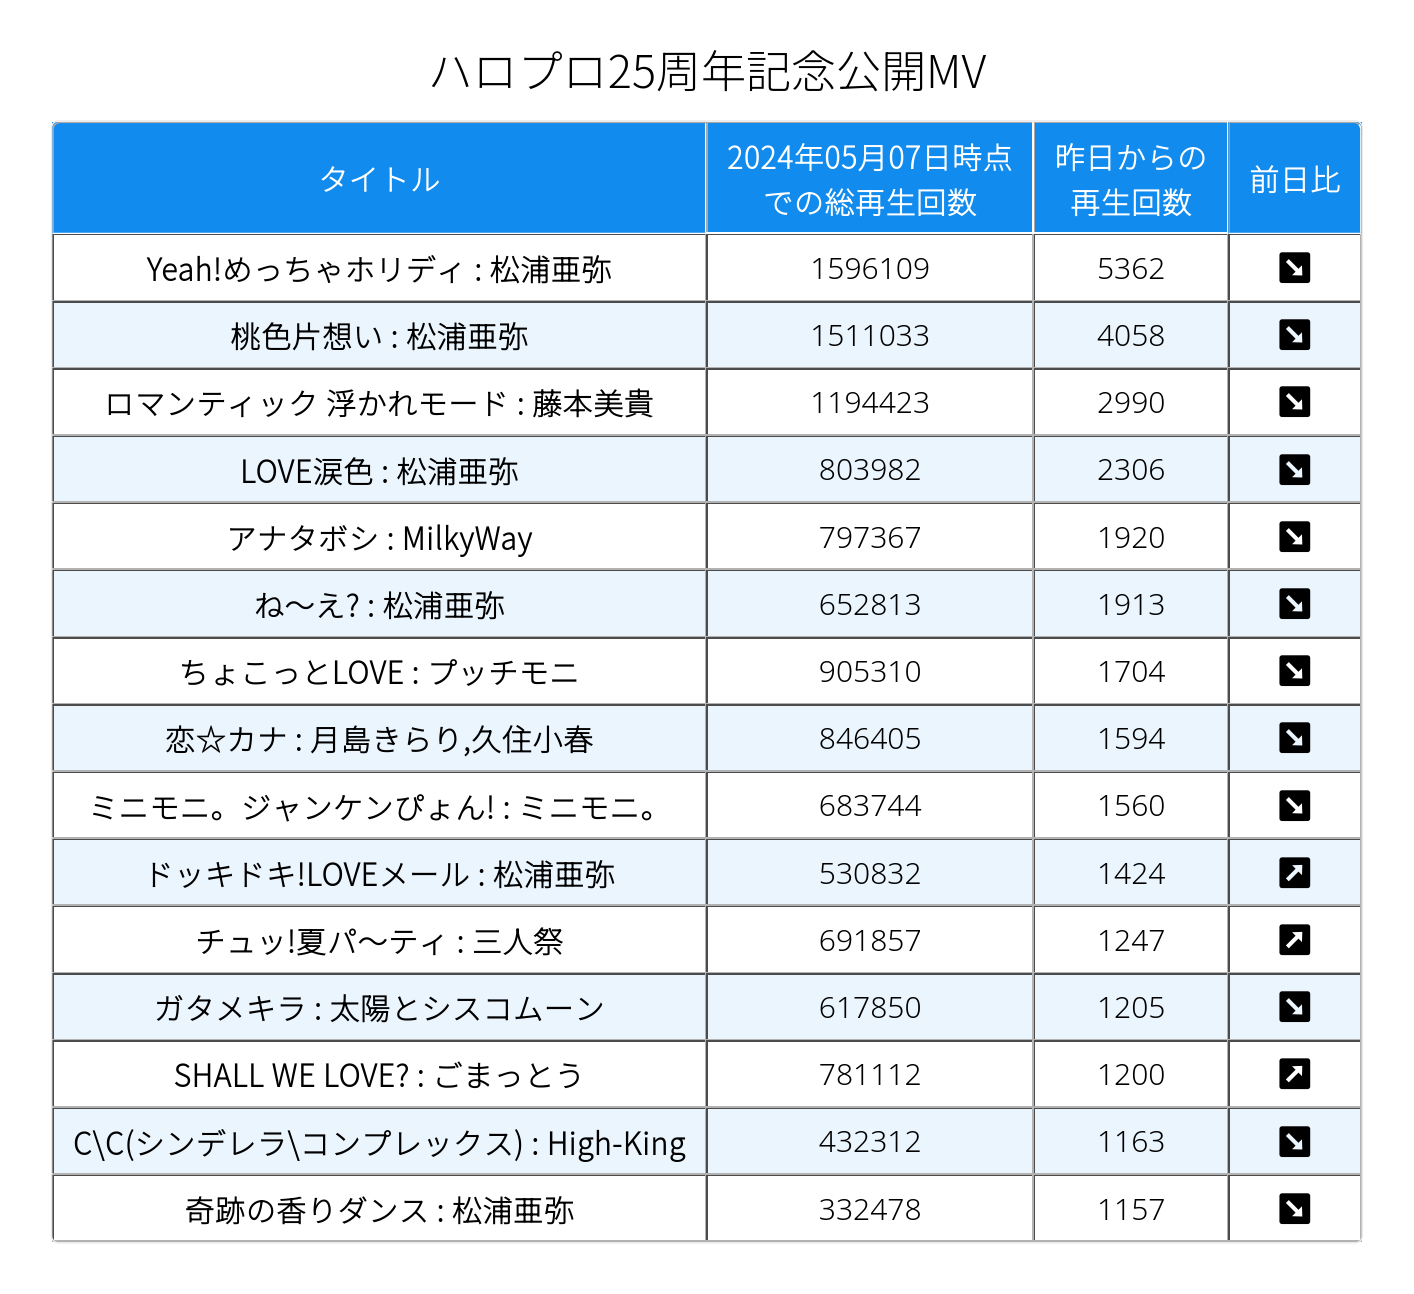 ハロプロ25周年記念公開MV
タイトル 2024年05月07日時点での総再生回数 昨日からの再生回数 前日比
Yeah!めっちゃホリディ : 松浦亜弥 1596109 5362 ↘
桃色片想い : 松浦亜弥 1511033 4058 ↘
ロマンティック 浮かれモード : 藤本美貴 1194423 2990 ↘
LOVE涙色 : 松浦亜弥 803982 2306 ↘
アナタボシ : MilkyWay 797367 1920 ↘
ね～え? : 松浦亜弥 652813 1913 ↘
ちょこっとLOVE : プッチモニ 905310 1704 ↘
恋☆カナ : 月島きらり,久住小春 846405 1594 ↘
ミニモニ。ジャンケンぴょん! : ミニモニ。 683744 1560 ↘
ドッキドキ!LOVEメール : 松浦亜弥 530832 1424 ↗
チュッ!夏パ～ティ : 三人祭 691857 1247 ↗
ガタメキラ : 太陽とシスコムーン 617850 1205 ↘
SHALL WE LOVE? : ごまっとう 781112 1200 ↗
C\C(シンデレラ\コンプレックス) : High-King 432312 1163 ↘
奇跡の香りダンス : 松浦亜弥 332478 1157 ↘